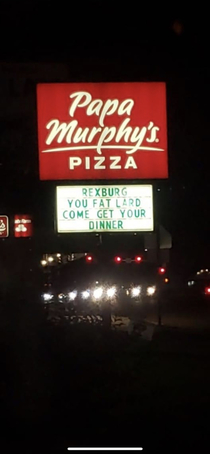 Papa
Murphy's
PIZZA
REXBURG
YOU FAT LARD
COME GET YOUR
DINNER